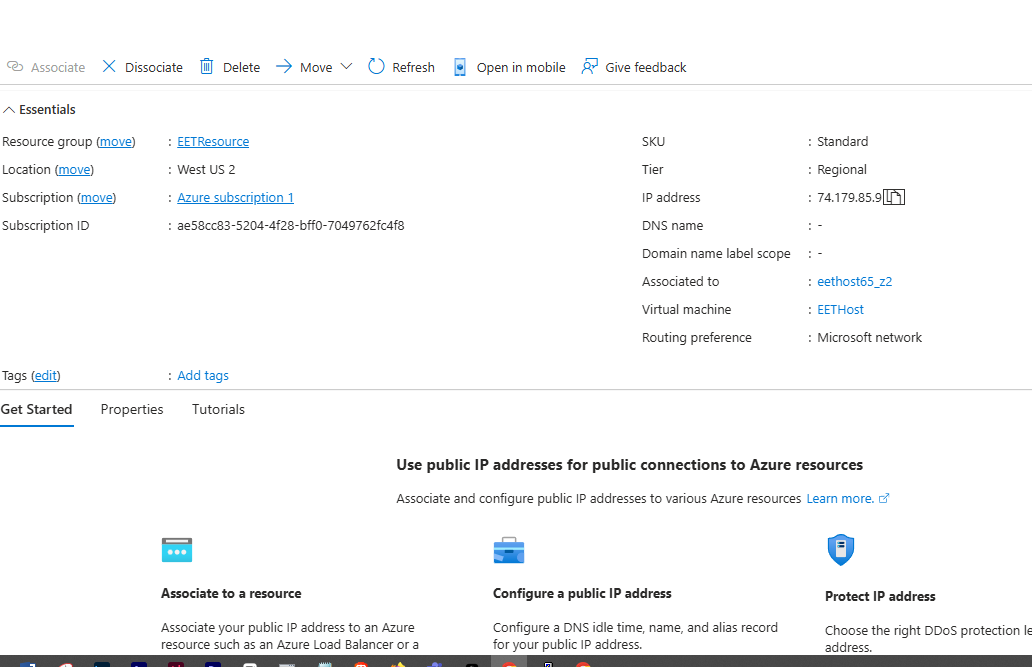 Associate Dissociate Delete Move Refresh Open in mobile Give feedback
Essentials
Resource group (move) : EETResource
Location (move) : West US 2
Subscription (move) : Azure subscription 1
Subscription ID : ae58cc83-5204-4f28-bff0-7049762fc4f8
SKU : Standard
Tier : Regional
IP address : 74.179.85.9
DNS name : -
Domain name label scope : -
Associated to : eethost65_z2
Virtual machine : EETHost
Routing preference : Microsoft network
Tags (edit) : Add tags
Get Started Properties Tutorials
Use public IP addresses for public connections to Azure resources
Associate and configure public IP addresses to various Azure resources Learn more.
Associate to a resource
Associate your public IP address to an Azure
resource such as an Azure Load Balancer or a
Configure a public IP address
Configure a DNS idle time, name, and alias record
for your public IP address.
Protect IP address
Choose the right DDoS protection le
address.